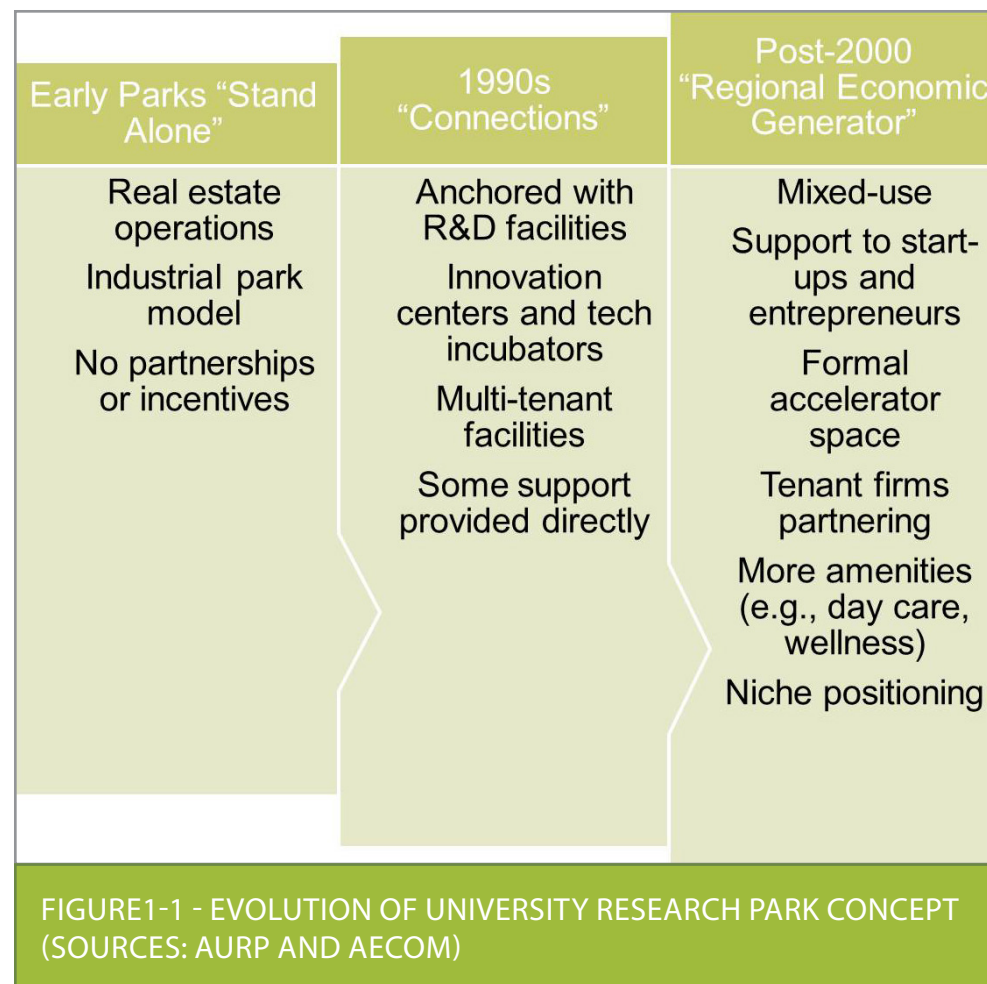 Early Parks “Stand
Alone”
Real estate
operations
Industrial park
model
No partnerships
or incentives
1990s
“Connections”
Anchored with
R&D facilities
Innovation
centers and tech
incubators
Multi-tenant
facilities
Some support
provided directly
Post-2000
“Regional Economic
Generator”
Mixed-use
Support to start-
ups and
entrepreneurs
Formal
accelerator
space
Tenant firms
partnering
More amenities
(e.g., day care,
wellness)
Niche positioning
FIGURE1-1 - EVOLUTION OF UNIVERSITY RESEARCH PARK CONCEPT
(SOURCES: AURP AND AECOM)